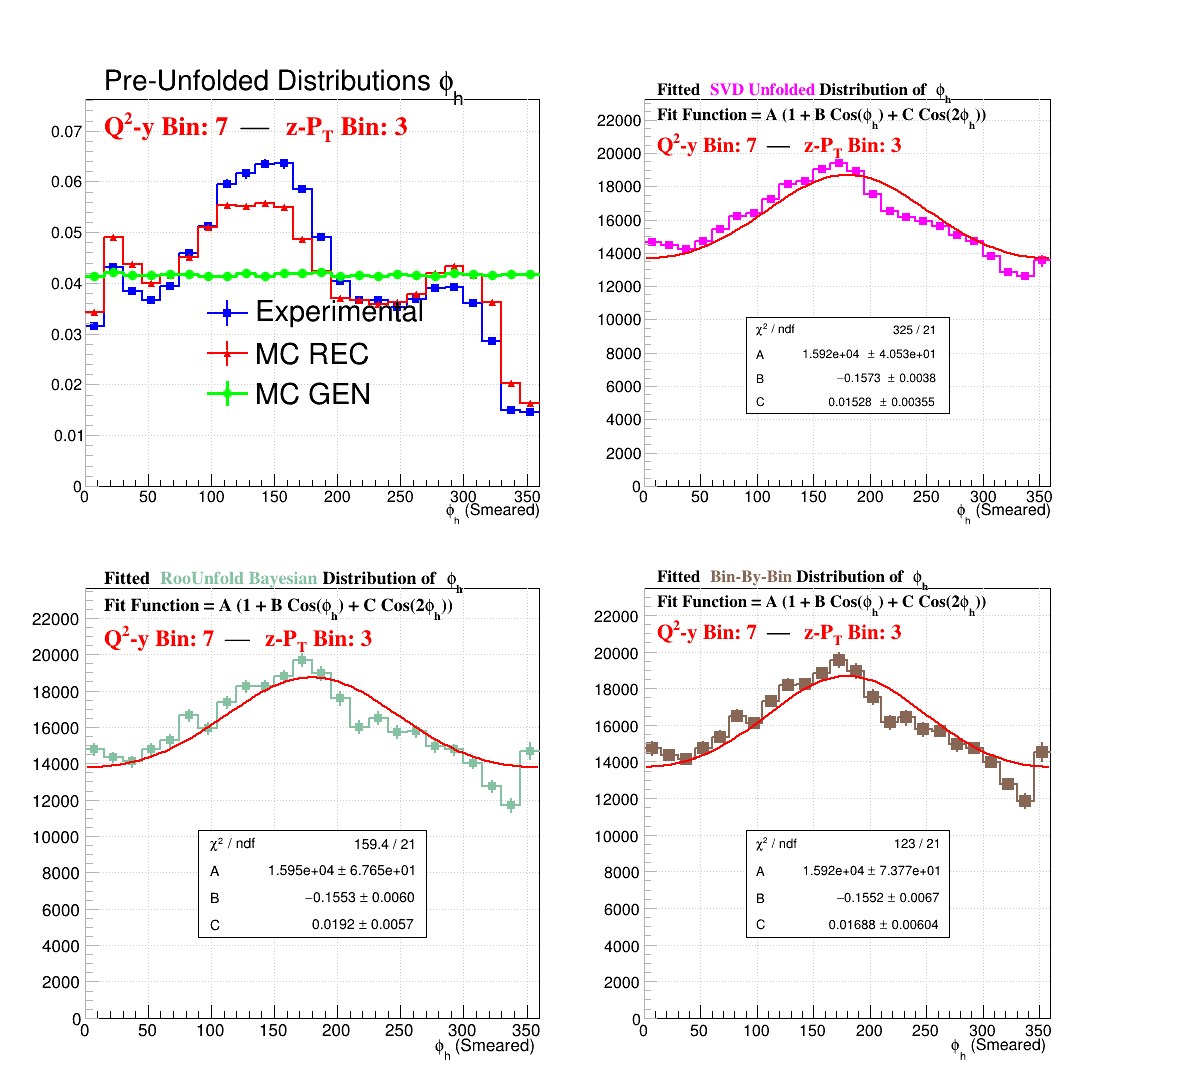 Pre-Unfolded Distributions ϕh
Q2-y Bin: 7 — z-PT Bin: 3
0.07
0.06
0.05
0.04
0.03
0.02
0.01
0
Experimental
MC REC
MC GEN
0 50 100 150 200 250 300 350
ϕh (Smeared)
Fitted SVD Unfolded Distribution of ϕh
Fit Function = A (1 + B Cos(ϕh) + C Cos(2ϕh))
Q2-y Bin: 7 — z-PT Bin: 3
22000
20000
18000
16000
14000
12000
10000
8000
6000
4000
2000
0
χ2 / ndf 325 / 21
A 1.592e+04 ± 4.053e+01
B −0.1573 ± 0.0038
C 0.01528 ± 0.00355
0 50 100 150 200 250 300 350
ϕh (Smeared)
Fitted RooUnfold Bayesian Distribution of ϕh
Fit Function = A (1 + B Cos(ϕh) + C Cos(2ϕh))
Q2-y Bin: 7 — z-PT Bin: 3
22000
20000
18000
16000
14000
12000
10000
8000
6000
4000
2000
0
χ2 / ndf 159.4 / 21
A 1.595e+04 ± 6.765e+01
B −0.1553 ± 0.0060
C 0.0192 ± 0.0057
0 50 100 150 200 250 300 350
ϕh (Smeared)
Fitted Bin-By-Bin Distribution of ϕh
Fit Function = A (1 + B Cos(ϕh) + C Cos(2ϕh))
Q2-y Bin: 7 — z-PT Bin: 3
22000
20000
18000
16000
14000
12000
10000
8000
6000
4000
2000
0
χ2 / ndf 123 / 21
A 1.592e+04 ± 7.377e+01
B −0.1552 ± 0.0067
C 0.01688 ± 0.00604
0 50 100 150 200 250 300 350
ϕh (Smeared)